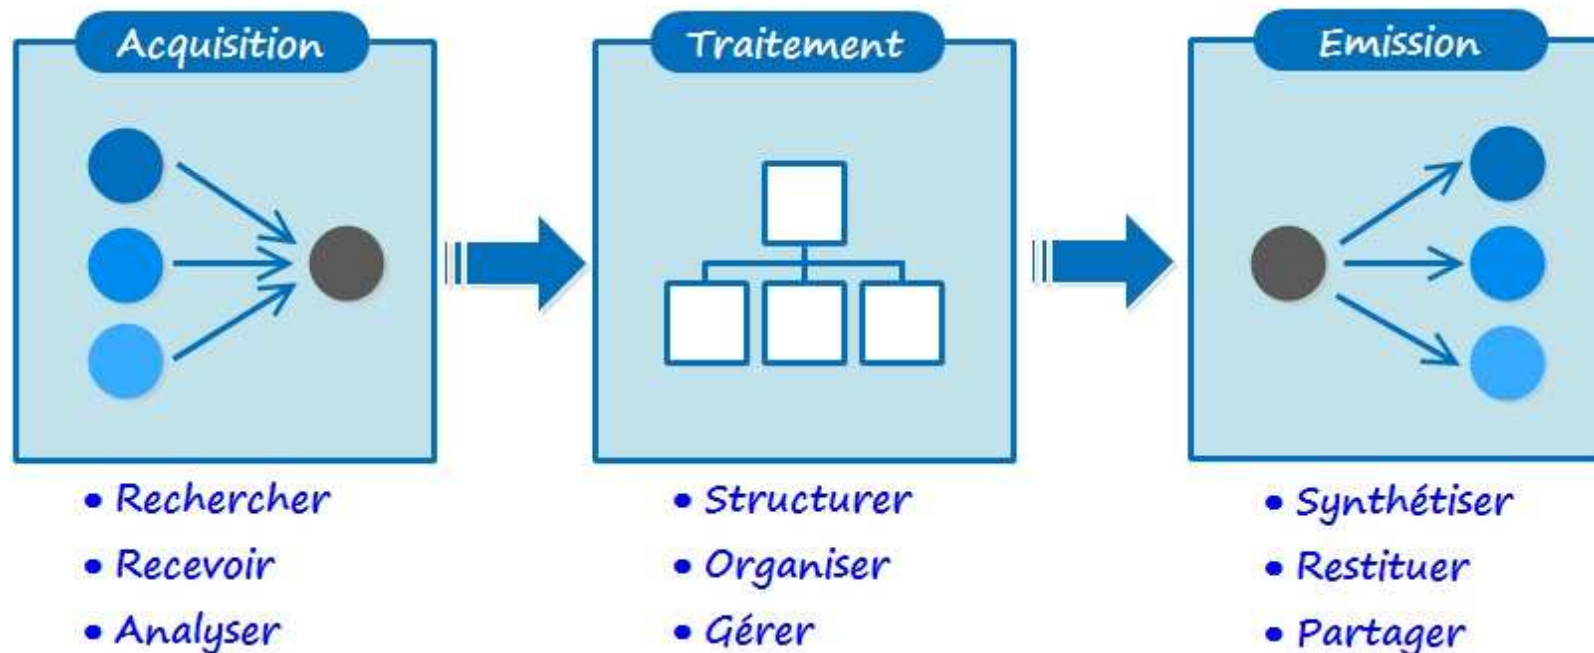 Acquisition
Traitement
Emission
• Rechercher
• Recevoir
• Analyser
• Structurer
• Organiser
• Gérer
• Synthétiser
• Restituer
• Partager